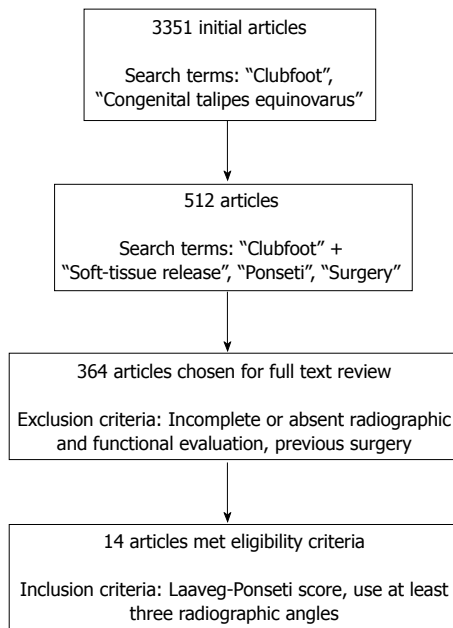 3351 initial articles
Search terms: “Clubfoot”,
“Congenital talipes equinovarus”
512 articles
Search terms: “Clubfoot” +
“Soft-tissue release”, “Ponseti”, “Surgery”
364 articles chosen for full text review
Exclusion criteria: Incomplete or absent radiographic
and functional evaluation, previous surgery
14 articles met eligibility criteria
Inclusion criteria: Laaveg-Ponseti score, use at least
three radiographic angles